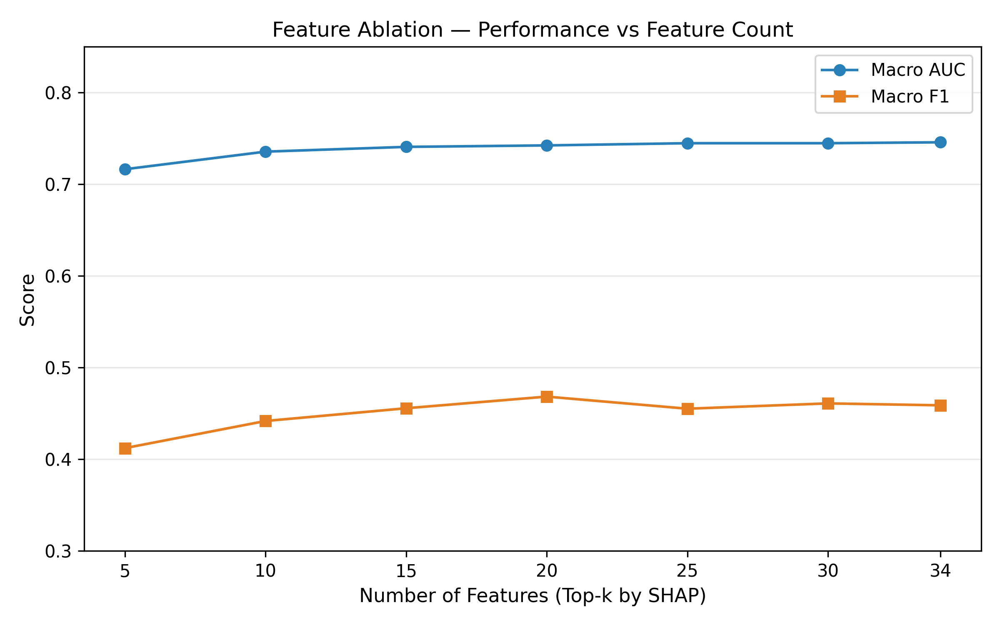 Feature Ablation — Performance vs Feature Count
Macro AUC
Macro F1
Score
0.8
0.7
0.6
0.5
0.4
0.3
5 10 15 20 25 30 34
Number of Features (Top-k by SHAP)